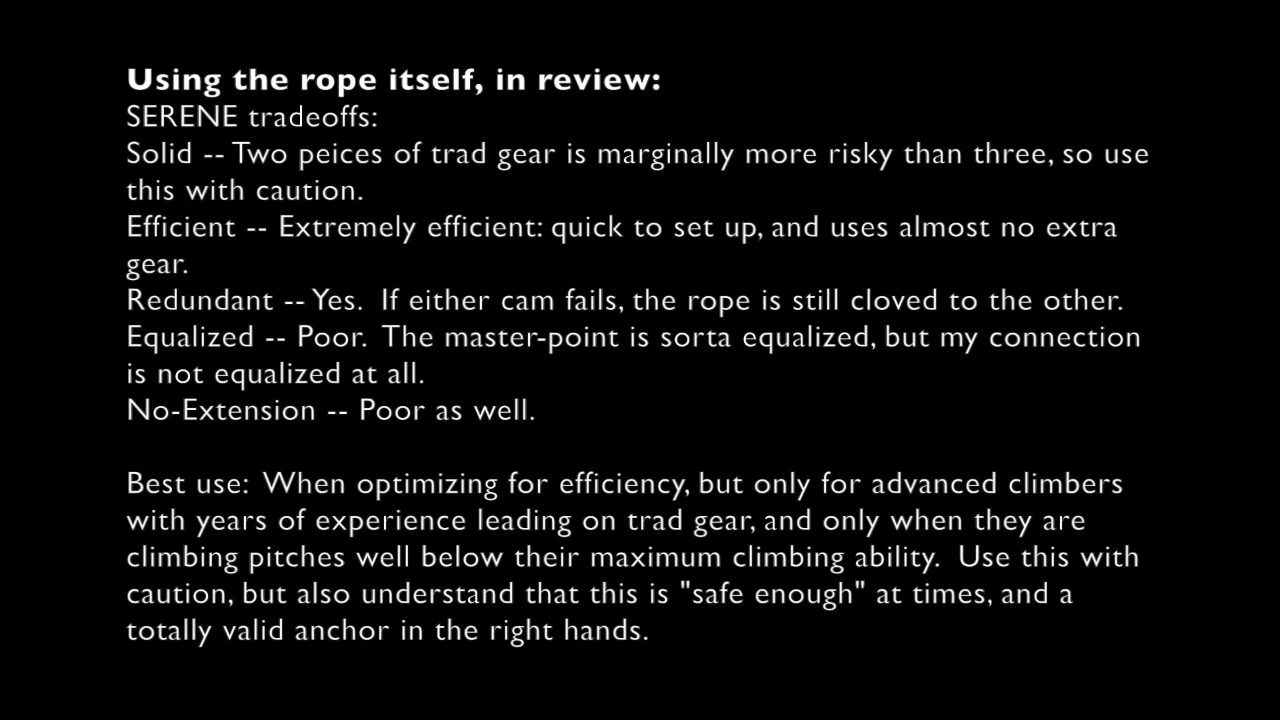 Using the rope itself, in review:
SERENE tradeoffs:
Solid -- Two peices of trad gear is marginally more risky than three, so use
this with caution.
Efficient -- Extremely efficient: quick to set up, and uses almost no extra
gear.
Redundant -- Yes.  If either cam fails, the rope is still cloved to the other.
Equalized -- Poor.  The master-point is sorta equalized, but my connection
is not equalized at all.
No-Extension -- Poor as well.
Best use:  When optimizing for efficiency, but only for advanced climbers
with years of experience leading on trad gear, and only when they are
climbing pitches well below their maximum climbing ability.  Use this with
caution, but also understand that this is "safe enough" at times, and a
totally valid anchor in the right hands.